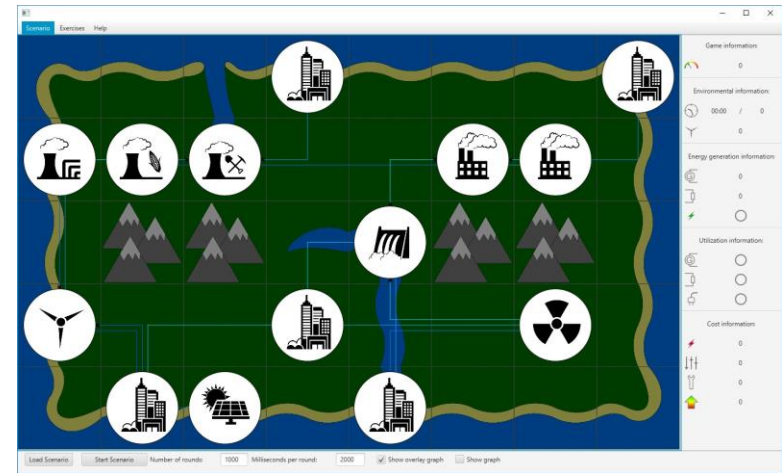 Scenario Exercises Help
Game information:
0
Environmental information:
00:00 / 0
0
Energy generation information:
0
0
Utilization information:
Cost information:
0
0
0
0
Load Scenario Start Scenario Number of rounds: 1000 Milliseconds per round: 2000 Show overlay graph Show graph